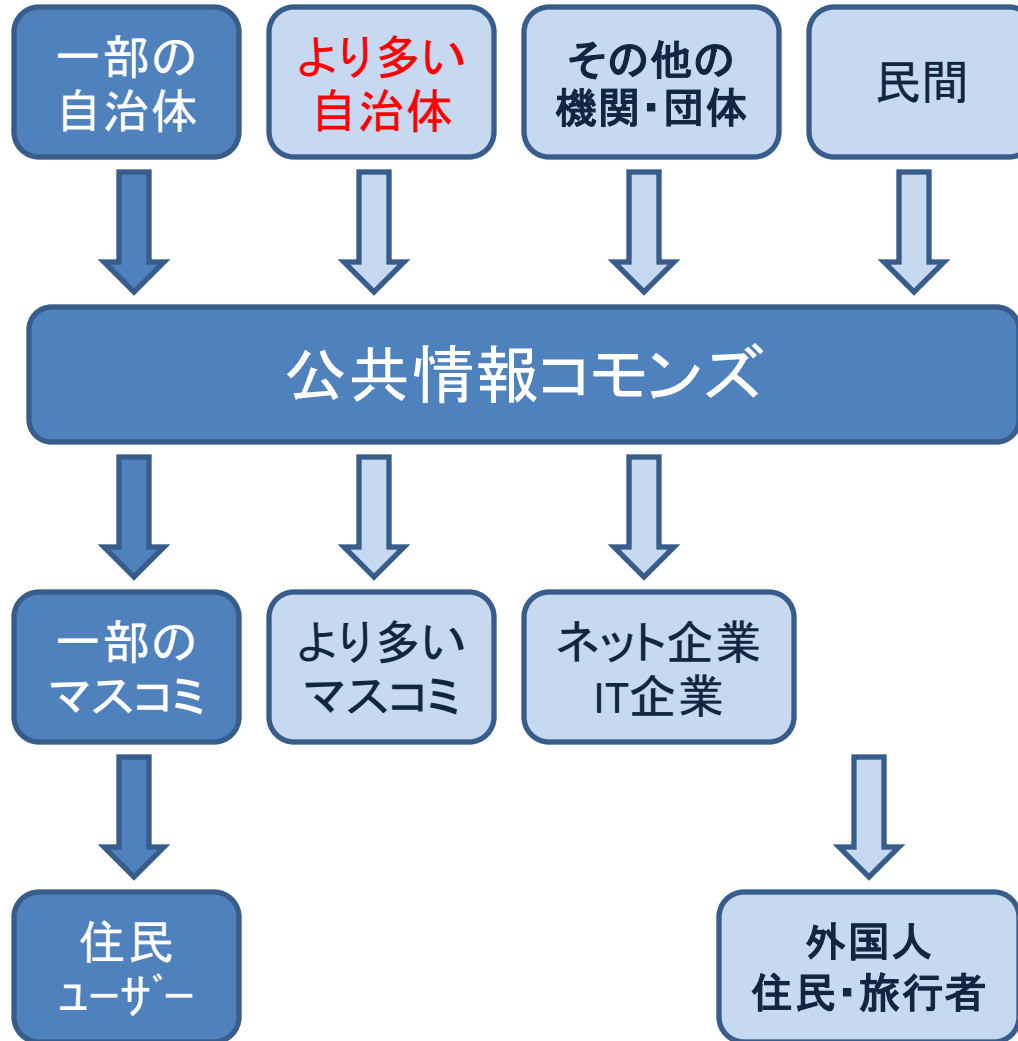 一部の
自治体
より多い
自治体
その他の
機関・団体
民間
公共情報コモンズ
一部の
マスコミ
より多い
マスコミ
ネット企業
IT企業
住民
ユーザー
外国人
住民・旅行者